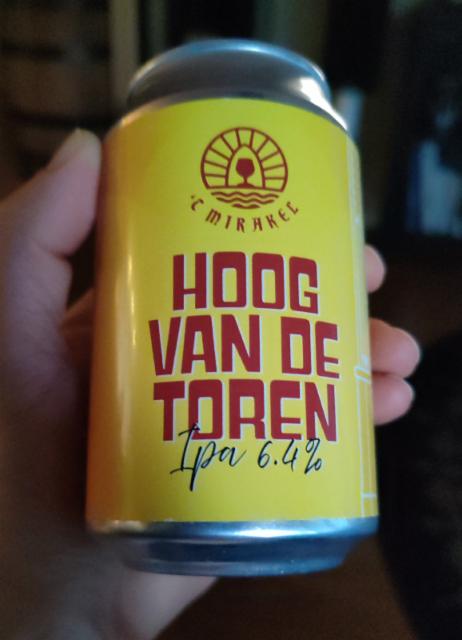 'T MIRAKEL
HOOG
VAN DE
TOREN
Ipa 6.4%